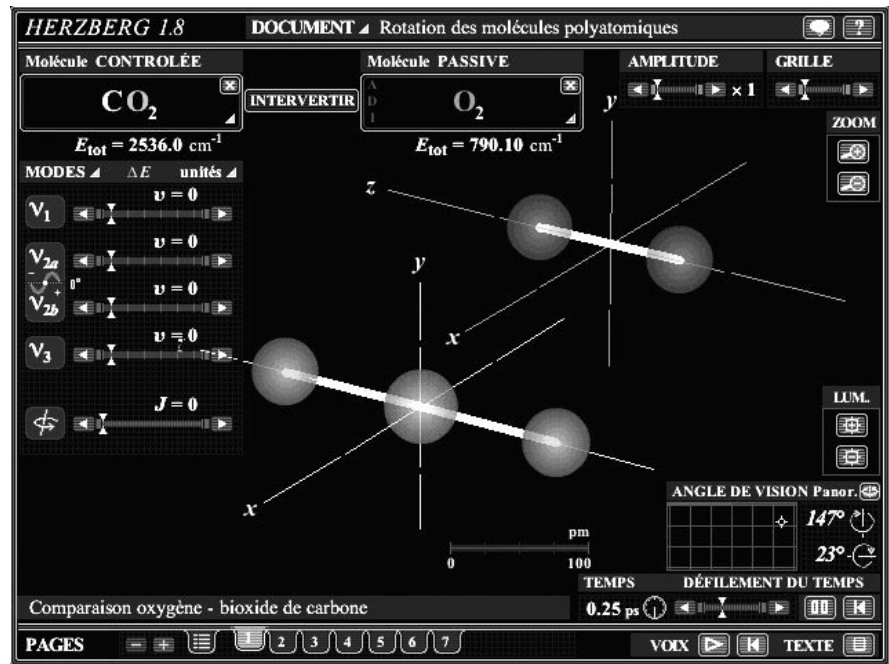 HERZBERG 1.8 DOCUMENT Rotation des molécules polyatomiques ?
Molécule CONTROLÉE Molécule PASSIVE AMPLITUDE GRILLE
× 1
CO2 INTERVERTIR A D I O2
y
ZOOM
Etot = 2536.0 cm-1 Etot = 790.10 cm-1
MODES ΔE unités
z
ν1 v = 0
ν2a v = 0
0°
ν2b v = 0
y
x
ν3 v = 0
J = 0
LUM.
x
ANGLE DE VISION Panor.
147°
23°
pm
0 100
TEMPS DÉFILEMENT DU TEMPS
0.25 ps
Comparaison oxygène - bioxide de carbone
PAGES 1 2 3 4 5 6 7 VOIX TEXTE